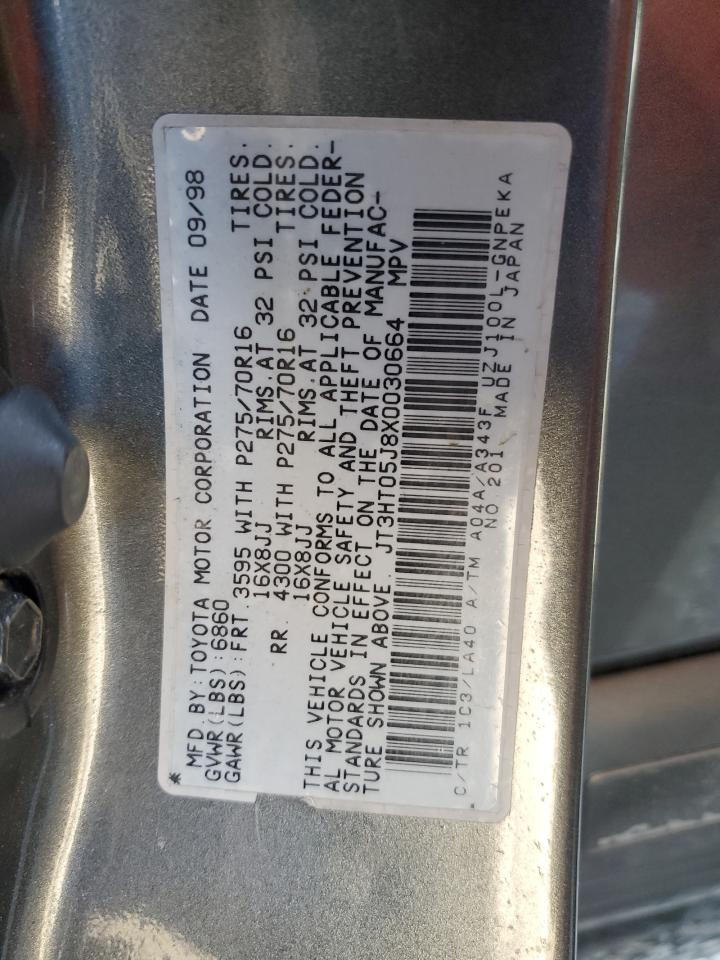 * MFD BY:TOYOTA MOTOR CORPORATION DATE 09/98
GVWR(LBS):6860
GAWR(LBS):FRT 3595 WITH P275/70R16 TIRES.
16X8JJ RIMS.AT 32 PSI COLD.
RR. 4300 WITH P275/70R16 TIRES.
16X8JJ RIMS.AT 32 PSI COLD.
THIS VEHICLE CONFORMS TO ALL APPLICABLE FEDER-
AL MOTOR VEHICLE SAFETY AND THEFT PREVENTION
STANDARDS IN EFFECT ON THE DATE OF MANUFAC-
TURE SHOWN ABOVE. JT3HT05J8X0030664 MPV
C/TR 1C3/LA40 A/TM A04A/A343F UZJ100L-GNPEKA
NO.201 MADE IN JAPAN